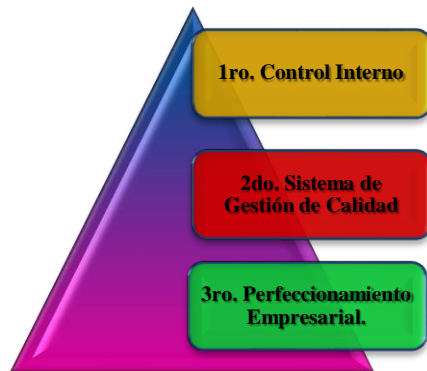 1ro. Control Interno
2do. Sistema de
Gestión de Calidad
3ro. Perfeccionamiento
Empresarial.